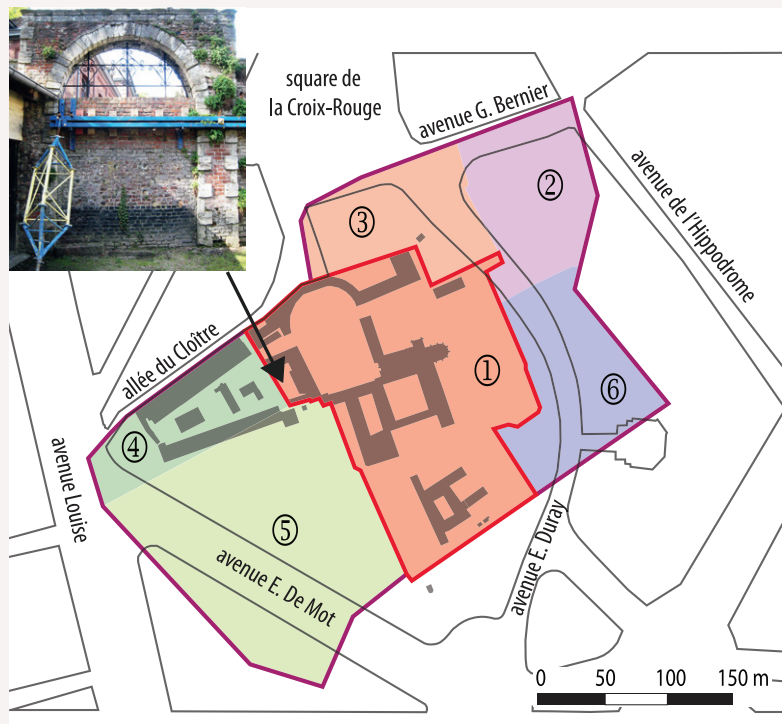 square de
la Croix-Rouge
avenue G. Bernier
②
avenue de l'Hippodrome
③
allée du Cloître
①
⑥
④
avenue Louise
⑤
avenue E. De Mot
avenue E. Duray
0 50 100 150 m